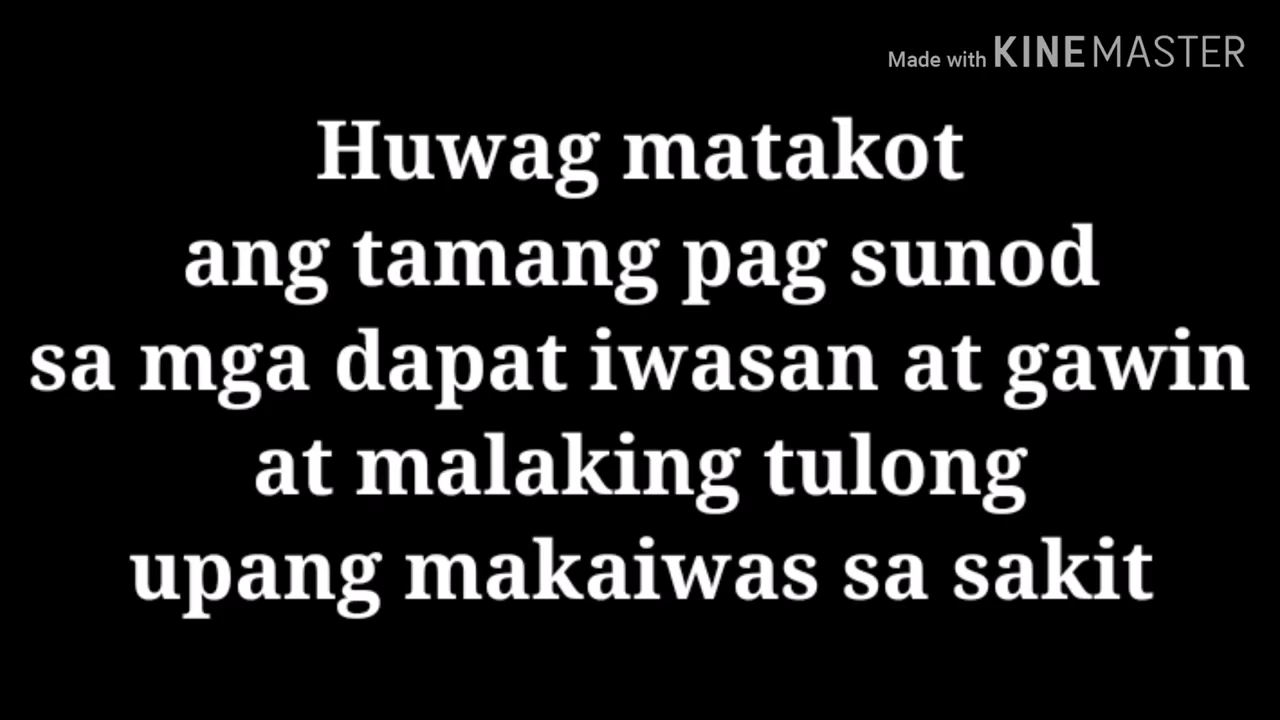 Made with KINEMASTER
Huwag matakot
ang tamang pag sunod
sa mga dapat iwasan at gawin
at malaking tulong
upang makaiwas sa sakit